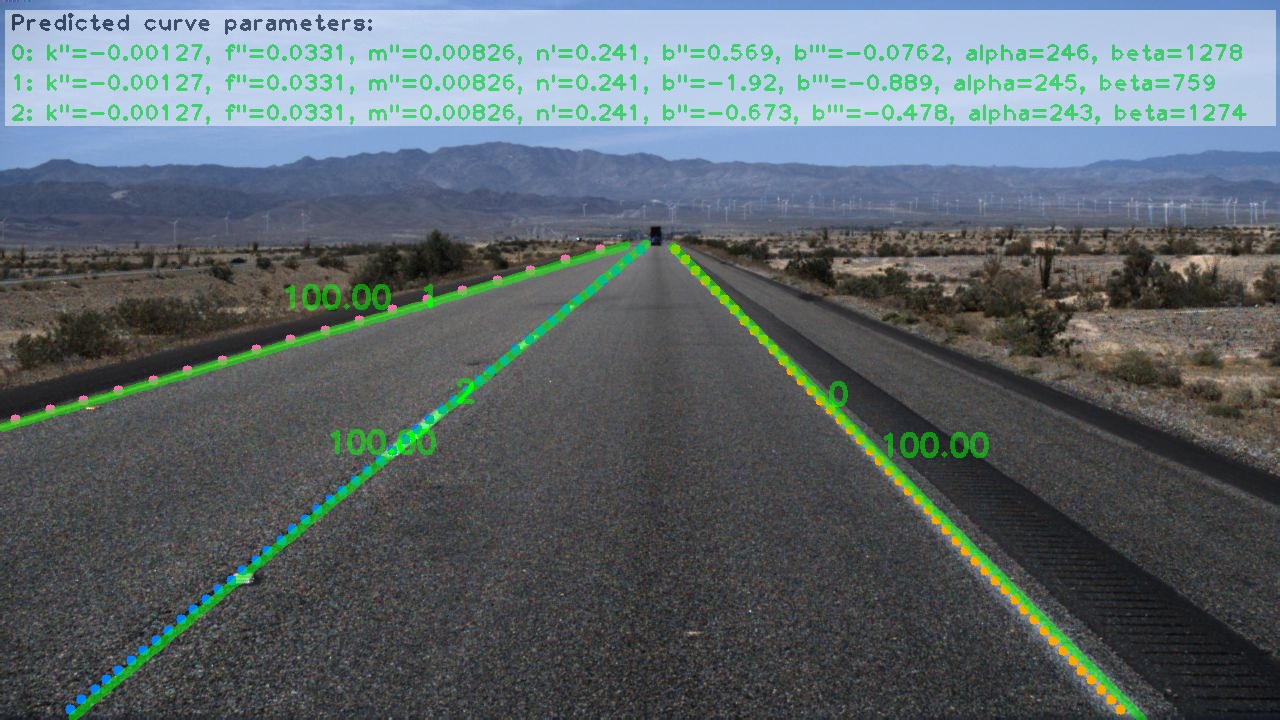 Predicted curve parameters:
0: k''=-0.00127, f''=0.0331, m''=0.00826, n'=0.241, b''=0.569, b'''=-0.0762, alpha=246, beta=1278
1: k''=-0.00127, f''=0.0331, m''=0.00826, n'=0.241, b''=-1.92, b'''=-0.889, alpha=245, beta=759
2: k''=-0.00127, f''=0.0331, m''=0.00826, n'=0.241, b''=-0.673, b'''=-0.478, alpha=243, beta=1274
100.00 1
2 0
100.00 100.00